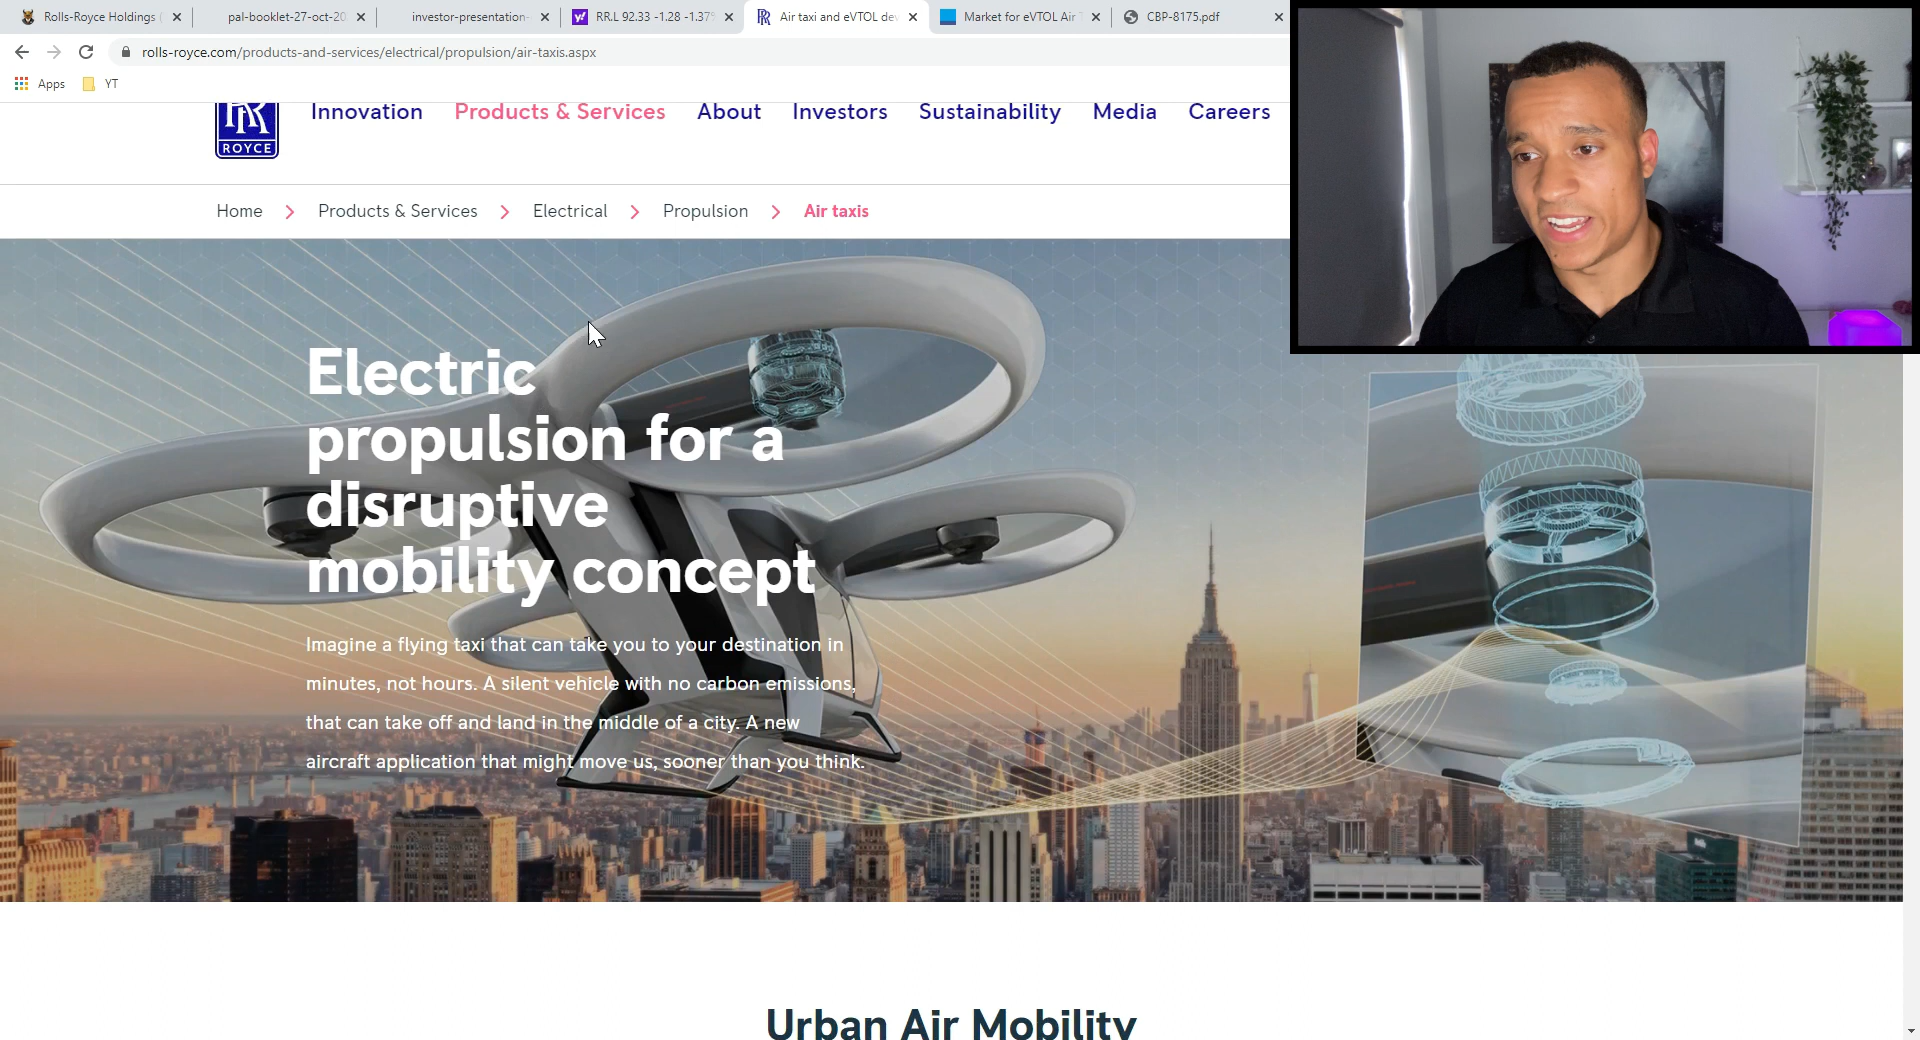 Rolls-Royce Holdings (
pal-booklet-27-oct-20
investor-presentation-
RR.L 92.33 -1.28 -1.37%
Air taxi and eVTOL dev
Market for eVTOL Air T
CBP-8175.pdf
rolls-royce.com/products-and-services/electrical/propulsion/air-taxis.aspx
Apps
YT
ROYCE
Innovation
Products & Services
About
Investors
Sustainability
Media
Careers
Home
Products & Services
Electrical
Propulsion
Air taxis
Electric
propulsion for a
disruptive
mobility concept
Imagine a flying taxi that can take you to your destination in
minutes, not hours. A silent vehicle with no carbon emissions,
that can take off and land in the middle of a city. A new
aircraft application that might move us, sooner than you think.
Urban Air Mobility